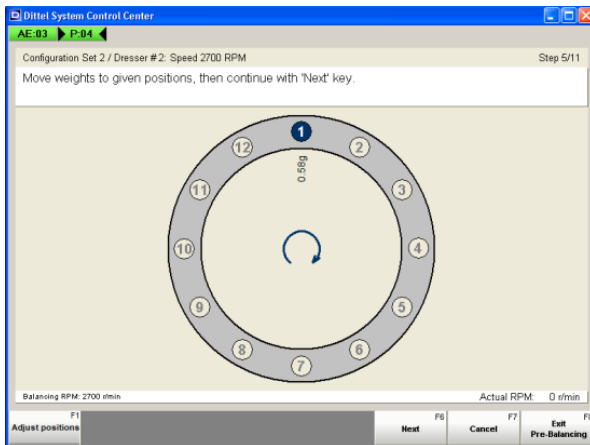 Dittel System Control Center
AE:03 P:04
Configuration Set 2 / Dresser #2: Speed 2700 RPM Step 5/11
Move weights to given positions, then continue with 'Next' key.
1
12 2
0.58g
11 3
10 4
9 5
8 6
7
Balancing RPM: 2700 r/min Actual RPM: 0 r/min
F1 F6 F7
Adjust positions Next Cancel Exit
Pre-Balancing